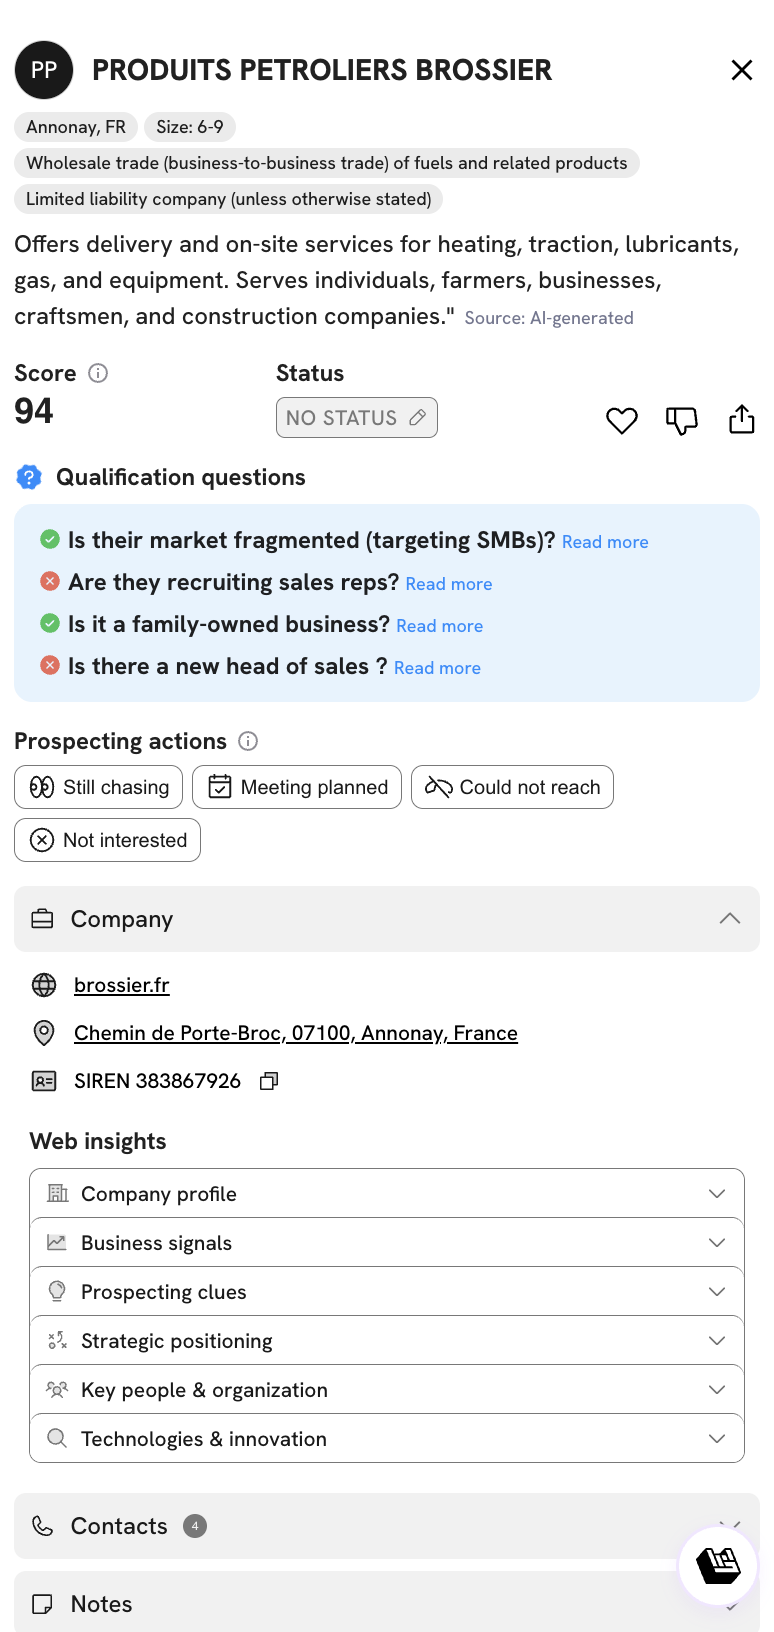 PP
PRODUITS PETROLIERS BROSSIER
Annonay, FR
Size: 6-9
Wholesale trade (business-to-business trade) of fuels and related products
Limited liability company (unless otherwise stated)
Offers delivery and on-site services for heating, traction, lubricants,
gas, and equipment. Serves individuals, farmers, businesses,
craftsmen, and construction companies." Source: AI-generated
Score
Status
94
NO STATUS
Qualification questions
Is their market fragmented (targeting SMBs)? Read more
Are they recruiting sales reps? Read more
Is it a family-owned business? Read more
Is there a new head of sales ? Read more
Prospecting actions
Still chasing
Meeting planned
Could not reach
Not interested
Company
brossier.fr
Chemin de Porte-Broc, 07100, Annonay, France
SIREN 383867926
Web insights
Company profile
Business signals
Prospecting clues
Strategic positioning
Key people & organization
Technologies & innovation
Contacts 4
Notes